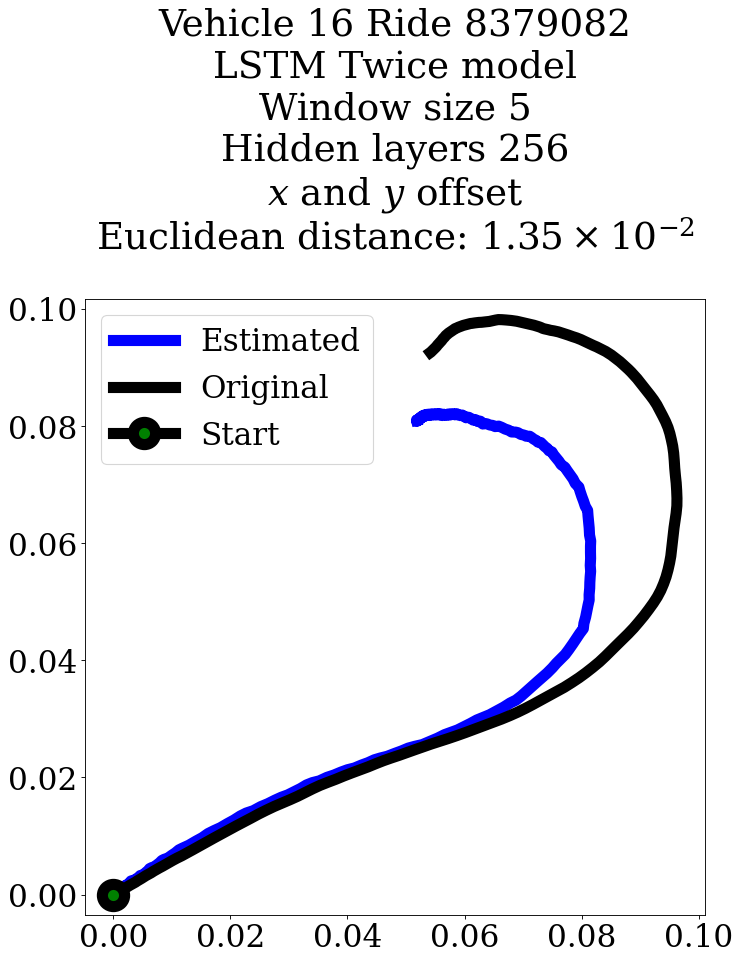 Vehicle 16 Ride 8379082
LSTM Twice model
Window size 5
Hidden layers 256
x and y offset
Euclidean distance: 1.35 × 10⁻²
0.10
0.08
0.06
0.04
0.02
0.00
Estimated
Original
Start
0.00 0.02 0.04 0.06 0.08 0.10